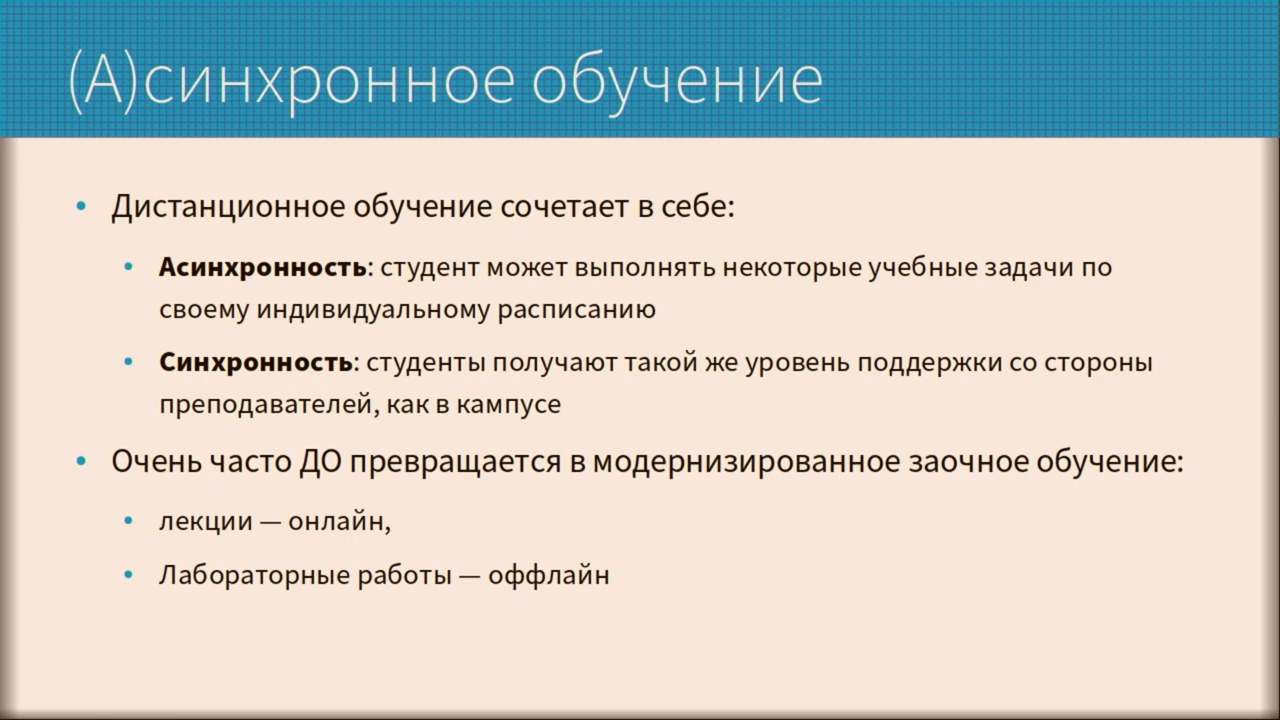 (А)синхронное обучение
• Дистанционное обучение сочетает в себе:
• Асинхронность: студент может выполнять некоторые учебные задачи по
своему индивидуальному расписанию
• Синхронность: студенты получают такой же уровень поддержки со стороны
преподавателей, как в кампусе
• Очень часто ДО превращается в модернизированное заочное обучение:
• лекции — онлайн,
• Лабораторные работы — оффлайн